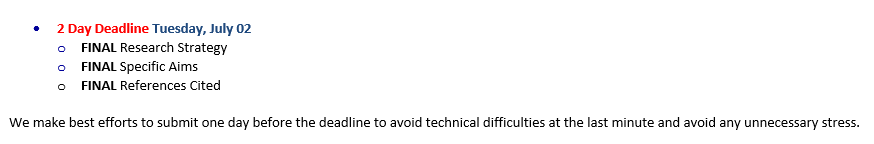 • 2 Day Deadline Tuesday, July 02
o FINAL Research Strategy
o FINAL Specific Aims
o FINAL References Cited
We make best efforts to submit one day before the deadline to avoid technical difficulties at the last minute and avoid any unnecessary stress.